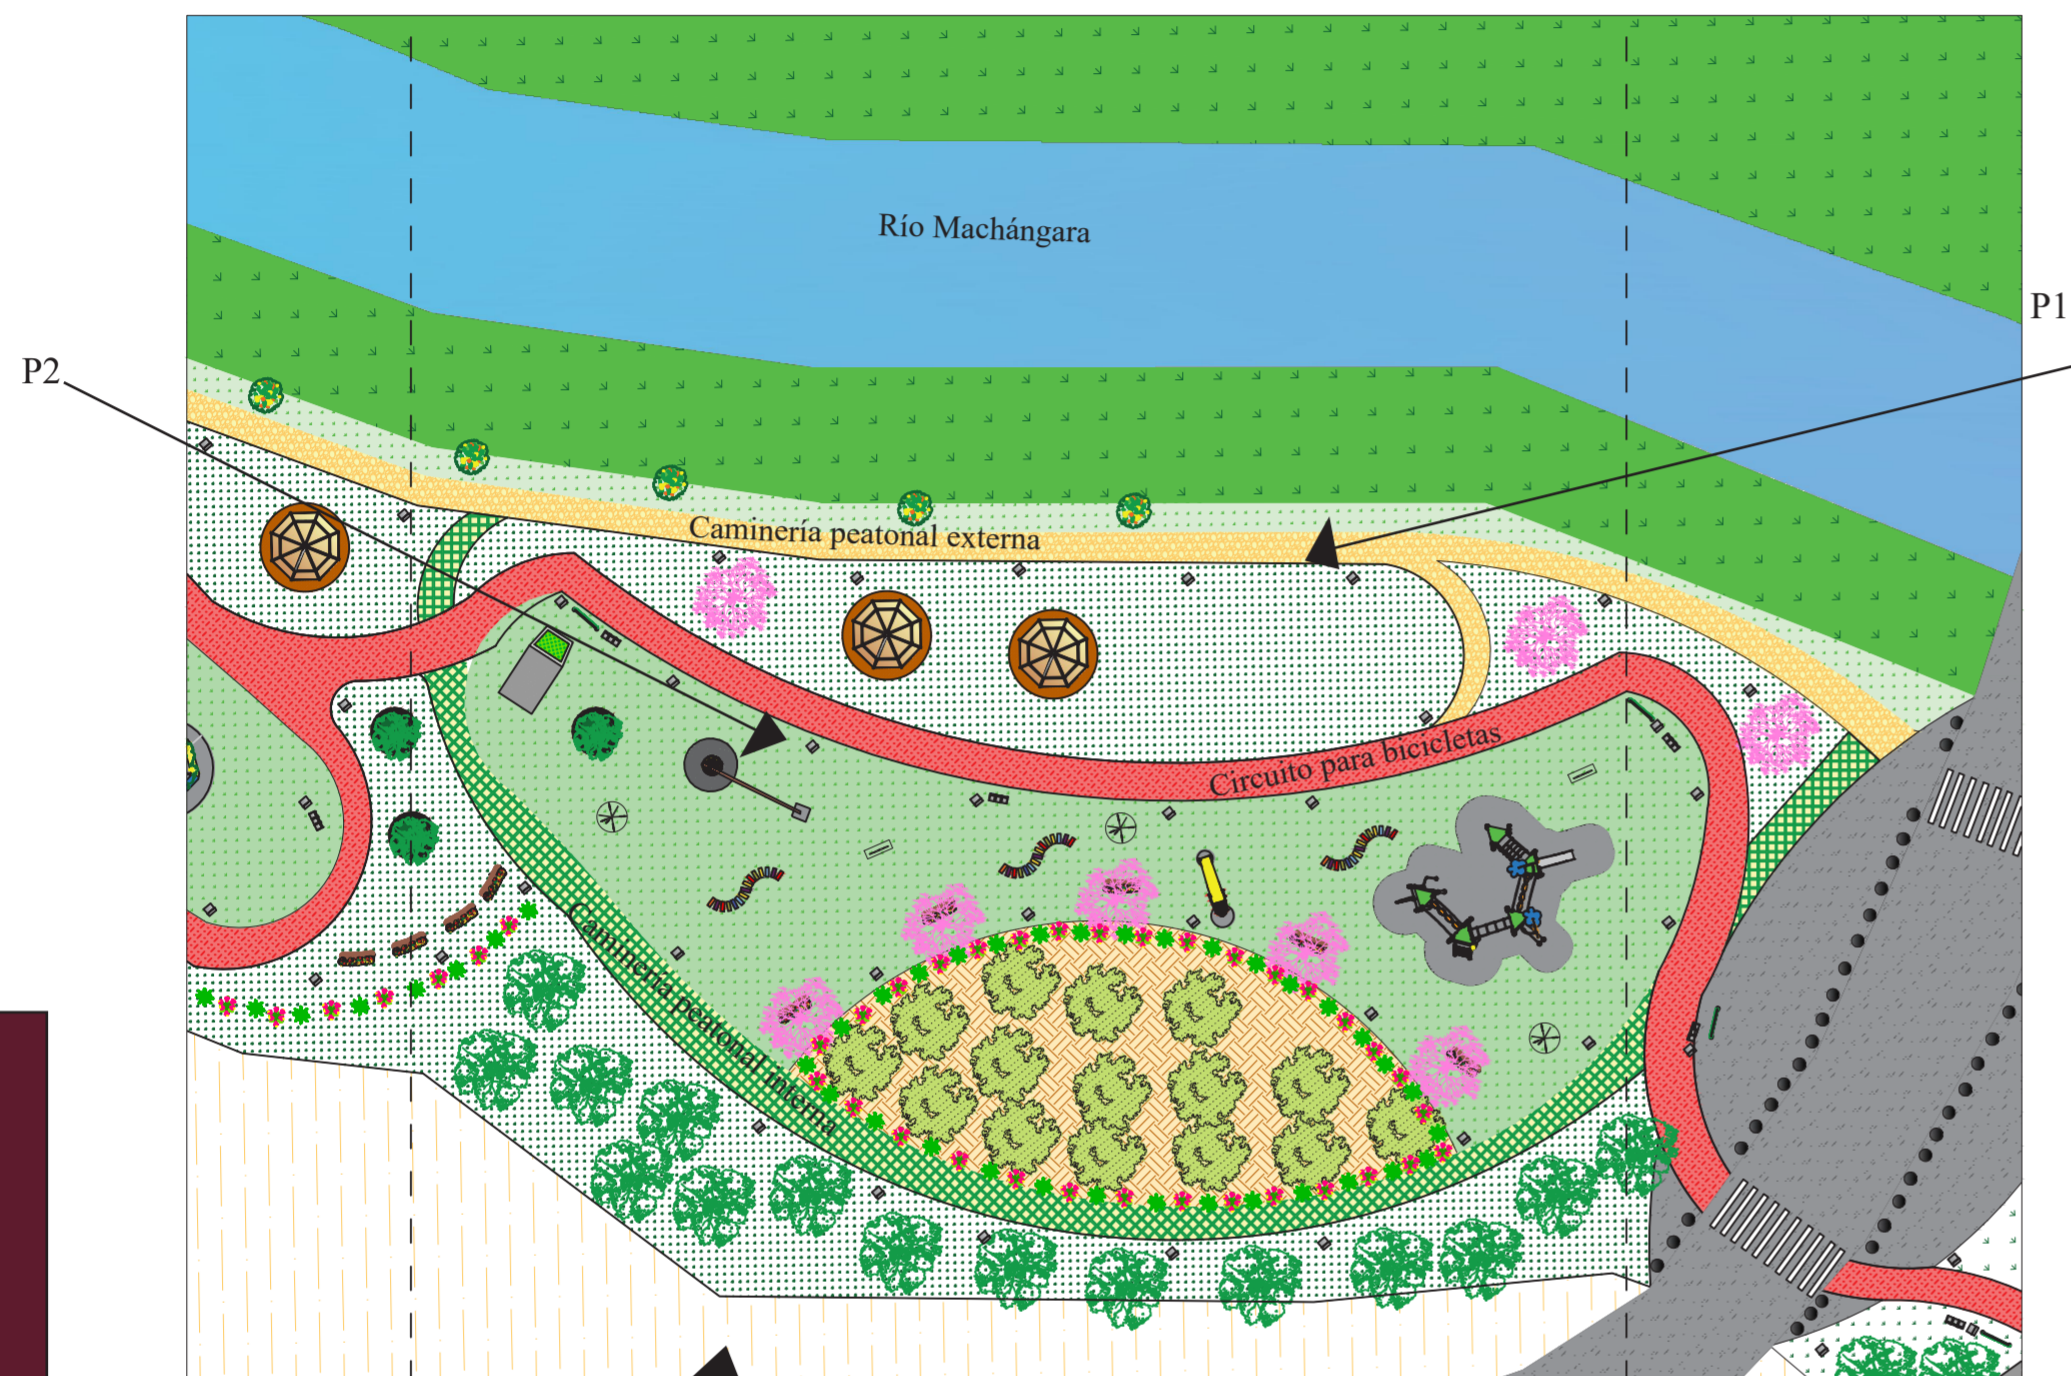 Río Machángara
P1
P2
Caminería peatonal externa
Circuito para bicicletas
Caminería peatonal interna